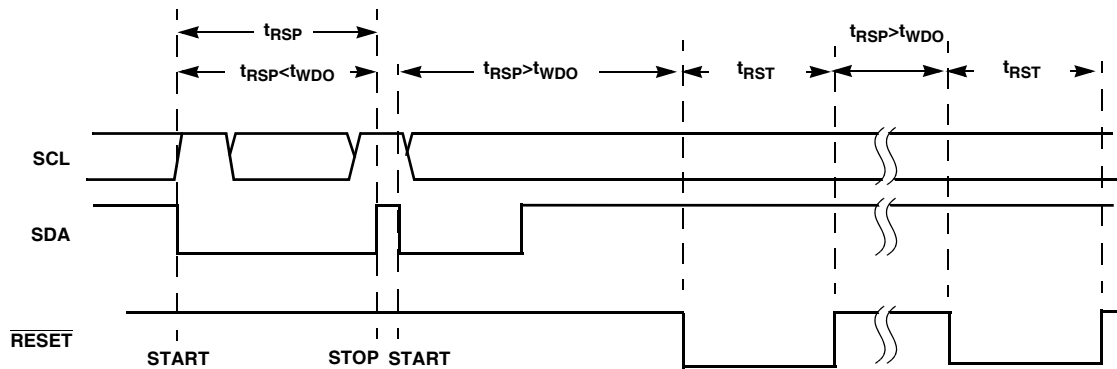 tRSP
tRSP>tWDO
tRSP<tWDO
tRSP>tWDO
tRST
tRST
SCL
SDA
RESET
START
STOP
START